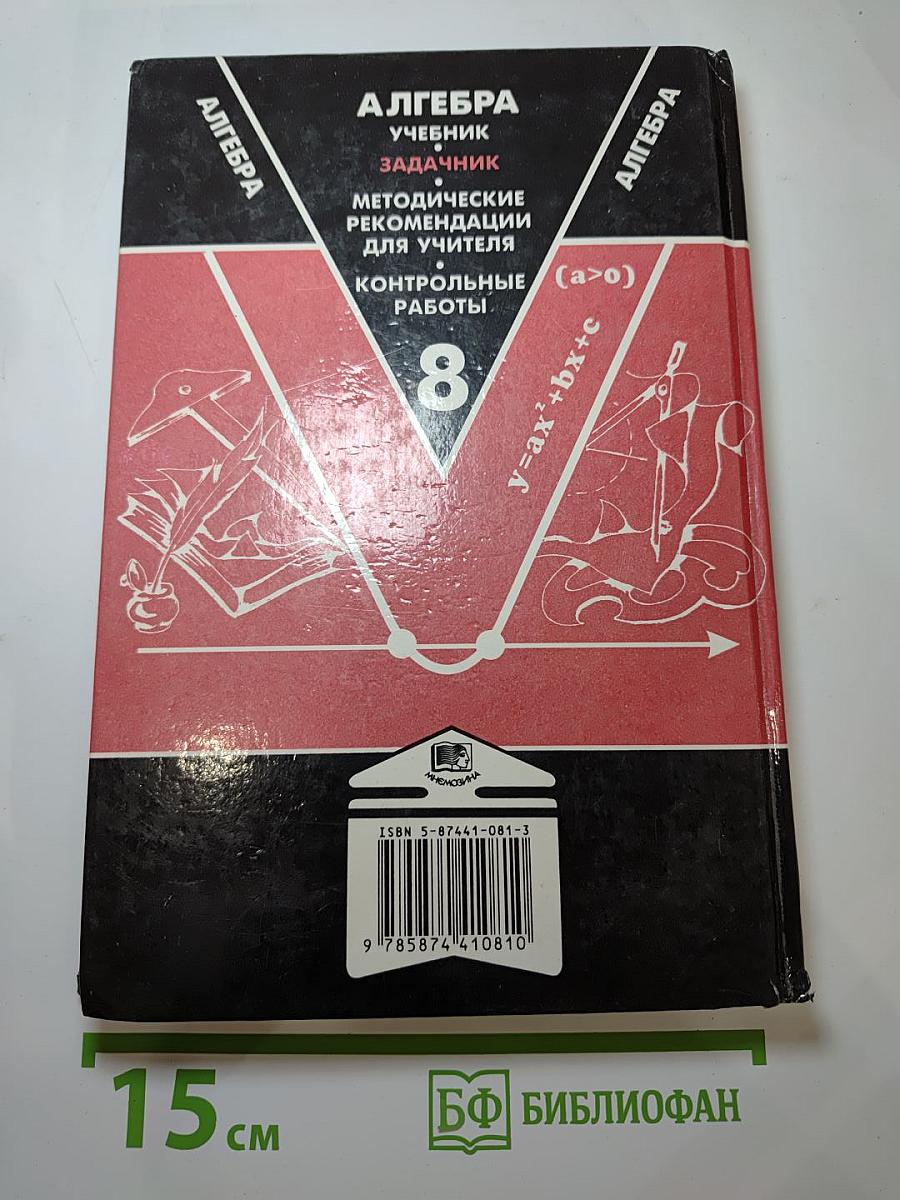 АЛГЕБРА
АЛГЕБРА
УЧЕБНИК
•
ЗАДАЧНИК
•
МЕТОДИЧЕСКИЕ
РЕКОМЕНДАЦИИ
ДЛЯ УЧИТЕЛЯ
•
КОНТРОЛЬНЫЕ
РАБОТЫ
8
АЛГЕБРА
(a>0)
y=ax²+bx+c
МНЕМОЗИНА
ISBN 5-87441-081-3
9 785874 410810
15 см
БФ БИБЛИОФАН